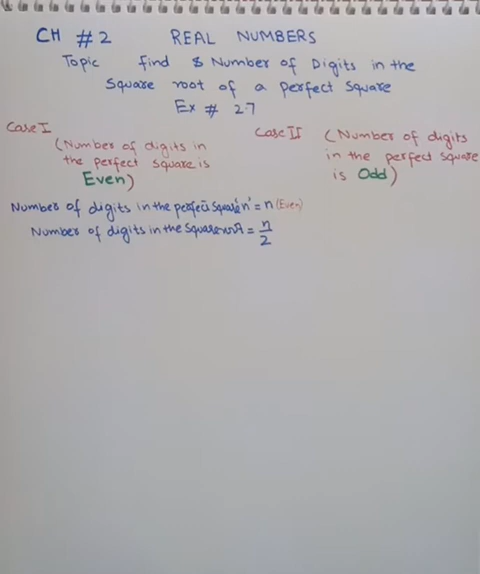 CH #2 REAL NUMBERS
Topic find & Number of Digits in the
Square root of a perfect Square
Ex # 2.7
Case I
(Number of digits in
the perfect square is
Even)
Case II (Number of digits
in the perfect square
is Odd)
Number of digits in the perfect square 'n' = n (Even)
Number of digits in the square root = n/2